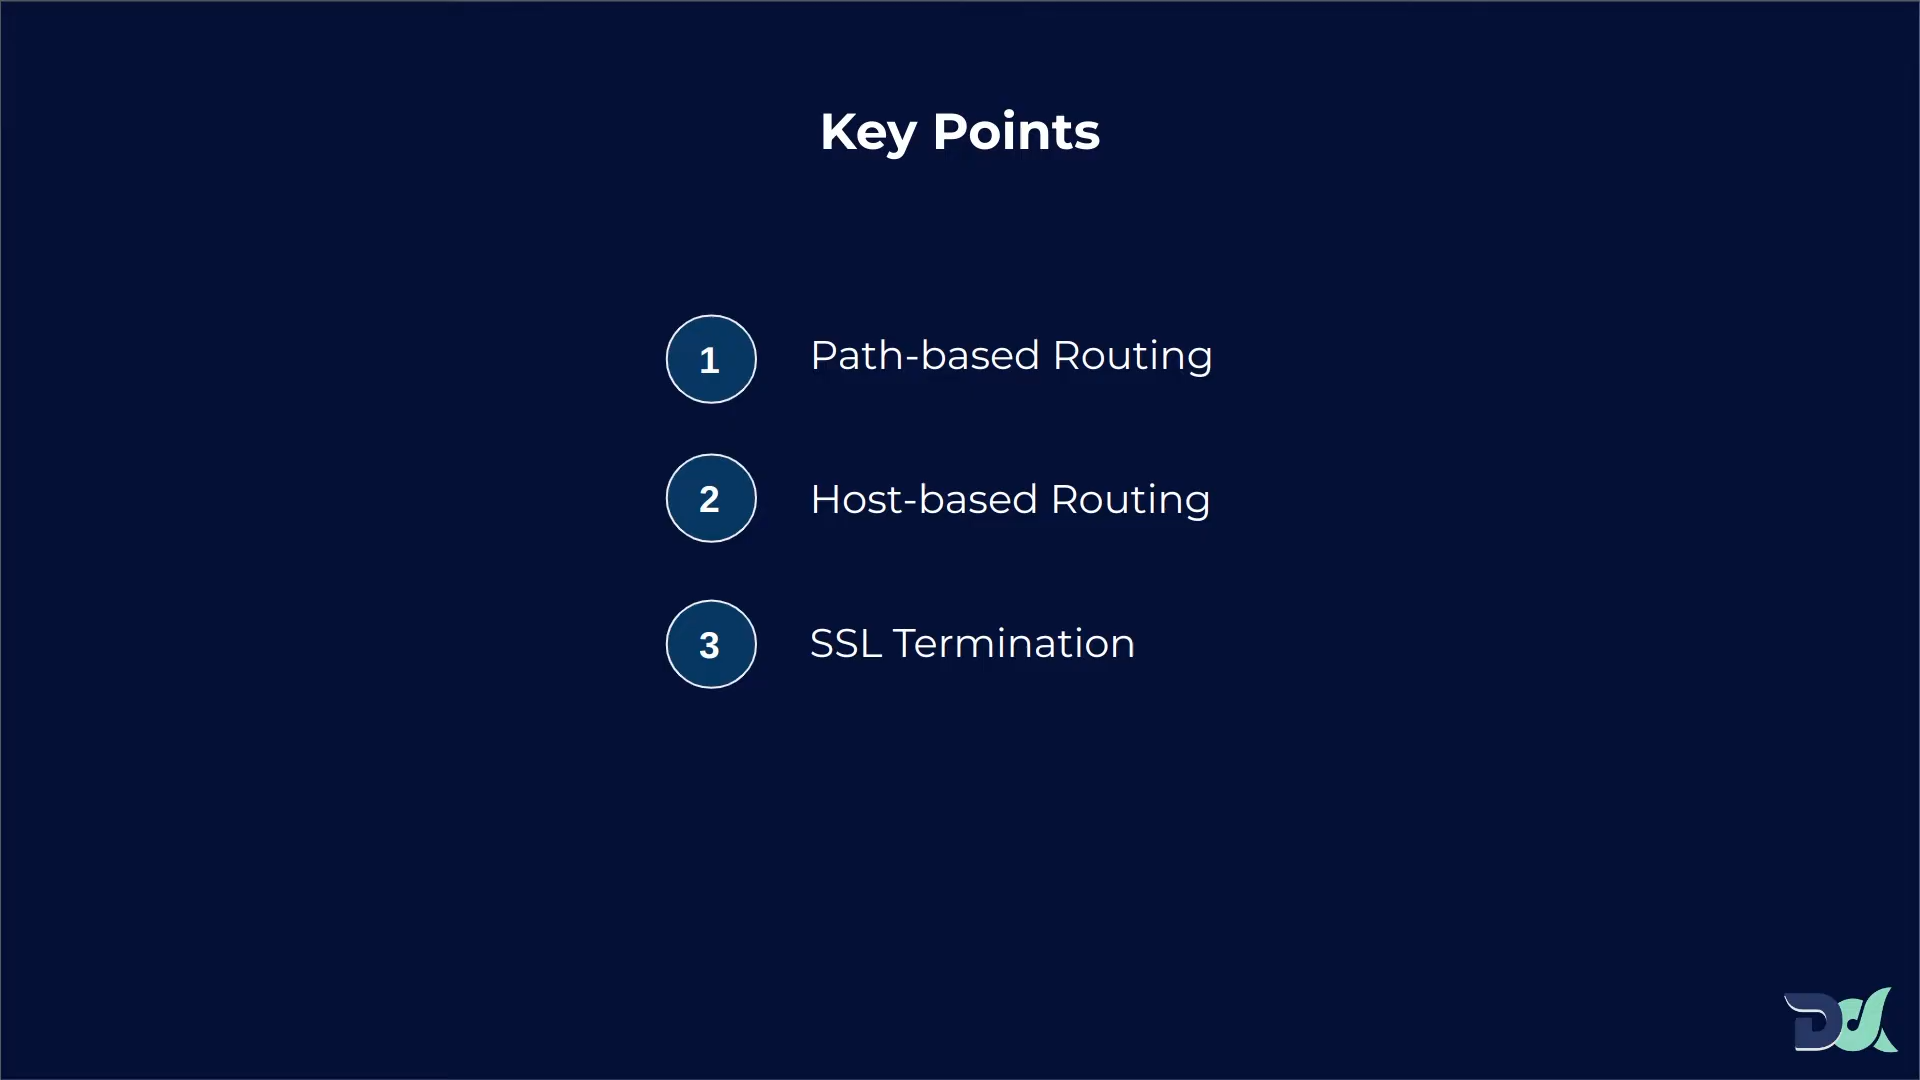 Key Points
1 Path-based Routing
2 Host-based Routing
3 SSL Termination